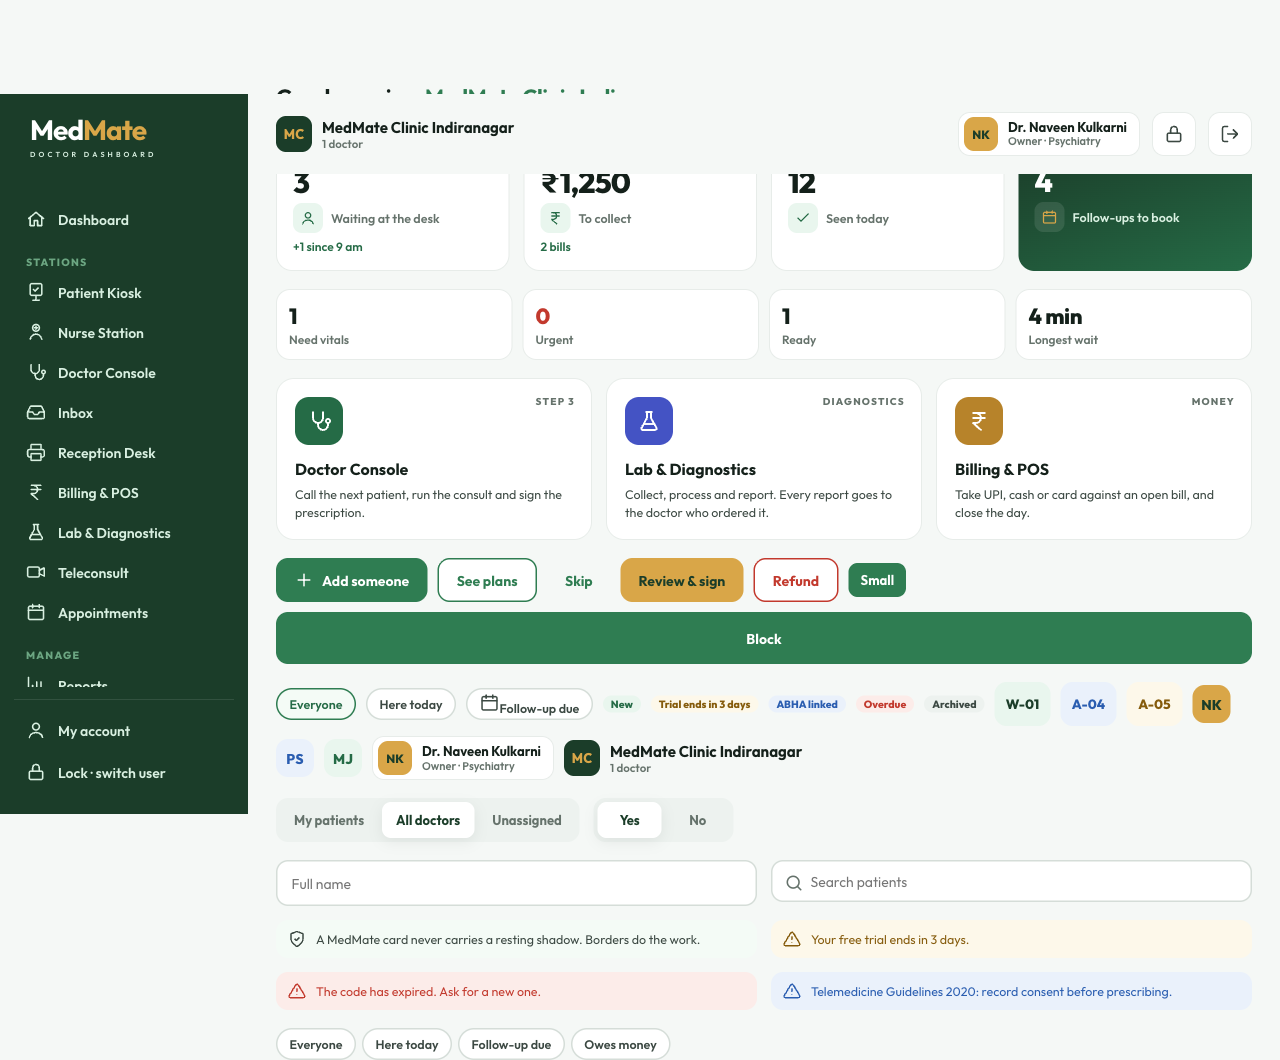 MedMate
DOCTOR DASHBOARD
Dashboard
STATIONS
Patient Kiosk
Nurse Station
Doctor Console
Inbox
Reception Desk
Billing & POS
Lab & Diagnostics
Teleconsult
Appointments
MANAGE
Reports
My account
Lock · switch user
MC MedMate Clinic Indiranagar
1 doctor
NK Dr. Naveen Kulkarni
Owner · Psychiatry
3
Waiting at the desk
+1 since 9 am
₹1,250
₹ To collect
2 bills
12
Seen today
4
Follow-ups to book
1
Need vitals
0
Urgent
1
Ready
4 min
Longest wait
STEP 3
Doctor Console
Call the next patient, run the consult and sign the
prescription.
DIAGNOSTICS
Lab & Diagnostics
Collect, process and report. Every report goes to
the doctor who ordered it.
MONEY
₹
Billing & POS
Take UPI, cash or card against an open bill, and
close the day.
Add someone See plans Skip Review & sign Refund Small
Block
Everyone Here today Follow-up due New Trial ends in 3 days ABHA linked Overdue Archived W-01 A-04 A-05 NK
PS MJ NK Dr. Naveen Kulkarni
Owner · Psychiatry
MC MedMate Clinic Indiranagar
1 doctor
My patients All doctors Unassigned Yes No
Full name
Search patients
A MedMate card never carries a resting shadow. Borders do the work.
Your free trial ends in 3 days.
The code has expired. Ask for a new one.
Telemedicine Guidelines 2020: record consent before prescribing.
Everyone Here today Follow-up due Owes money